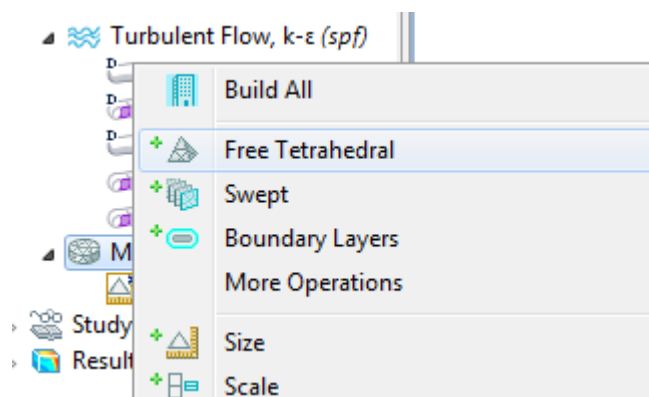 Turbulent Flow, k-ε (spf)
Build All
Free Tetrahedral
Swept
Boundary Layers
More Operations
M
Size
Study
Scale
Result